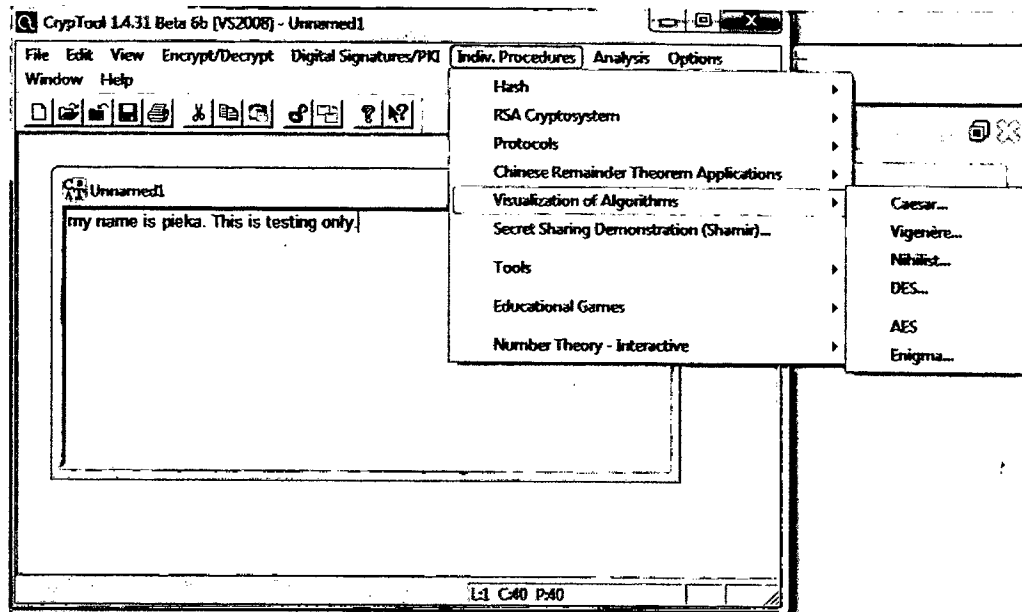 CrypTool 1.4.31 Beta 6b [VS2008] - Unnamed1
File Edit View Encrypt/Decrypt Digital Signatures/PKI Indiv. Procedures Analysis Options
Window Help
Hash
RSA Cryptosystem
Protocols
Chinese Remainder Theorem Applications
Visualization of Algorithms
Secret Sharing Demonstration (Shamir)...
Tools
Educational Games
Number Theory - Interactive
Caesar...
Vigenère...
Nihilist...
DES...
AES
Enigma...
Unnamed1
my name is pieka. This is testing only.
L:1 C:40 P:40